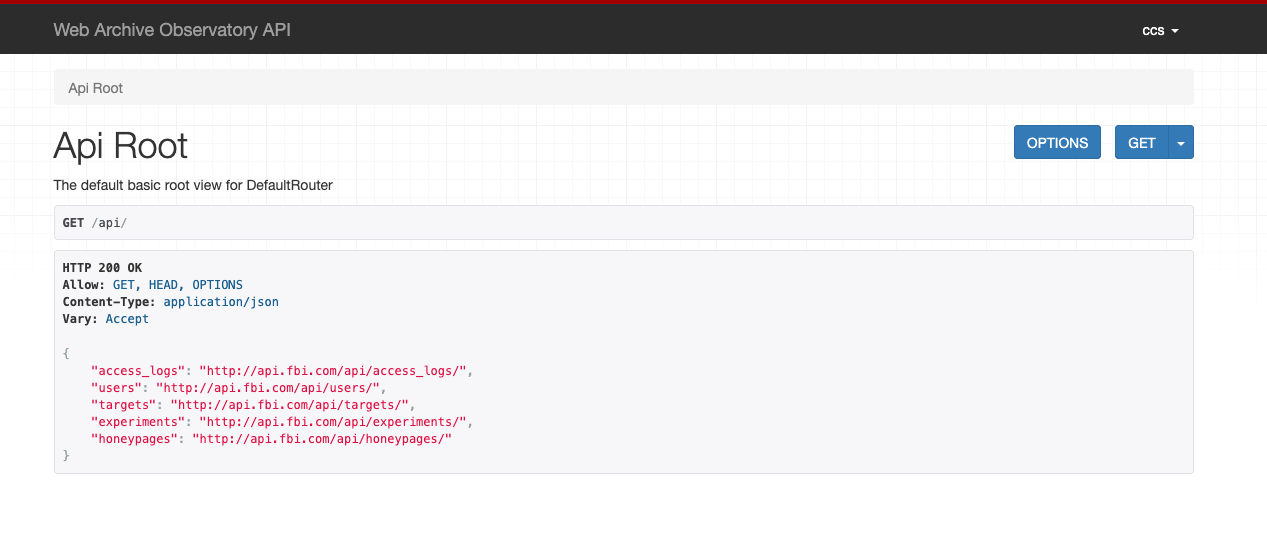 Web Archive Observatory API
ccs
Api Root
Api Root
OPTIONS
GET
The default basic root view for DefaultRouter
GET /api/
HTTP 200 OK
Allow: GET, HEAD, OPTIONS
Content-Type: application/json
Vary: Accept
{
    "access_logs": "http://api.fbi.com/api/access_logs/",
    "users": "http://api.fbi.com/api/users/",
    "targets": "http://api.fbi.com/api/targets/",
    "experiments": "http://api.fbi.com/api/experiments/",
    "honeypages": "http://api.fbi.com/api/honeypages/"
}